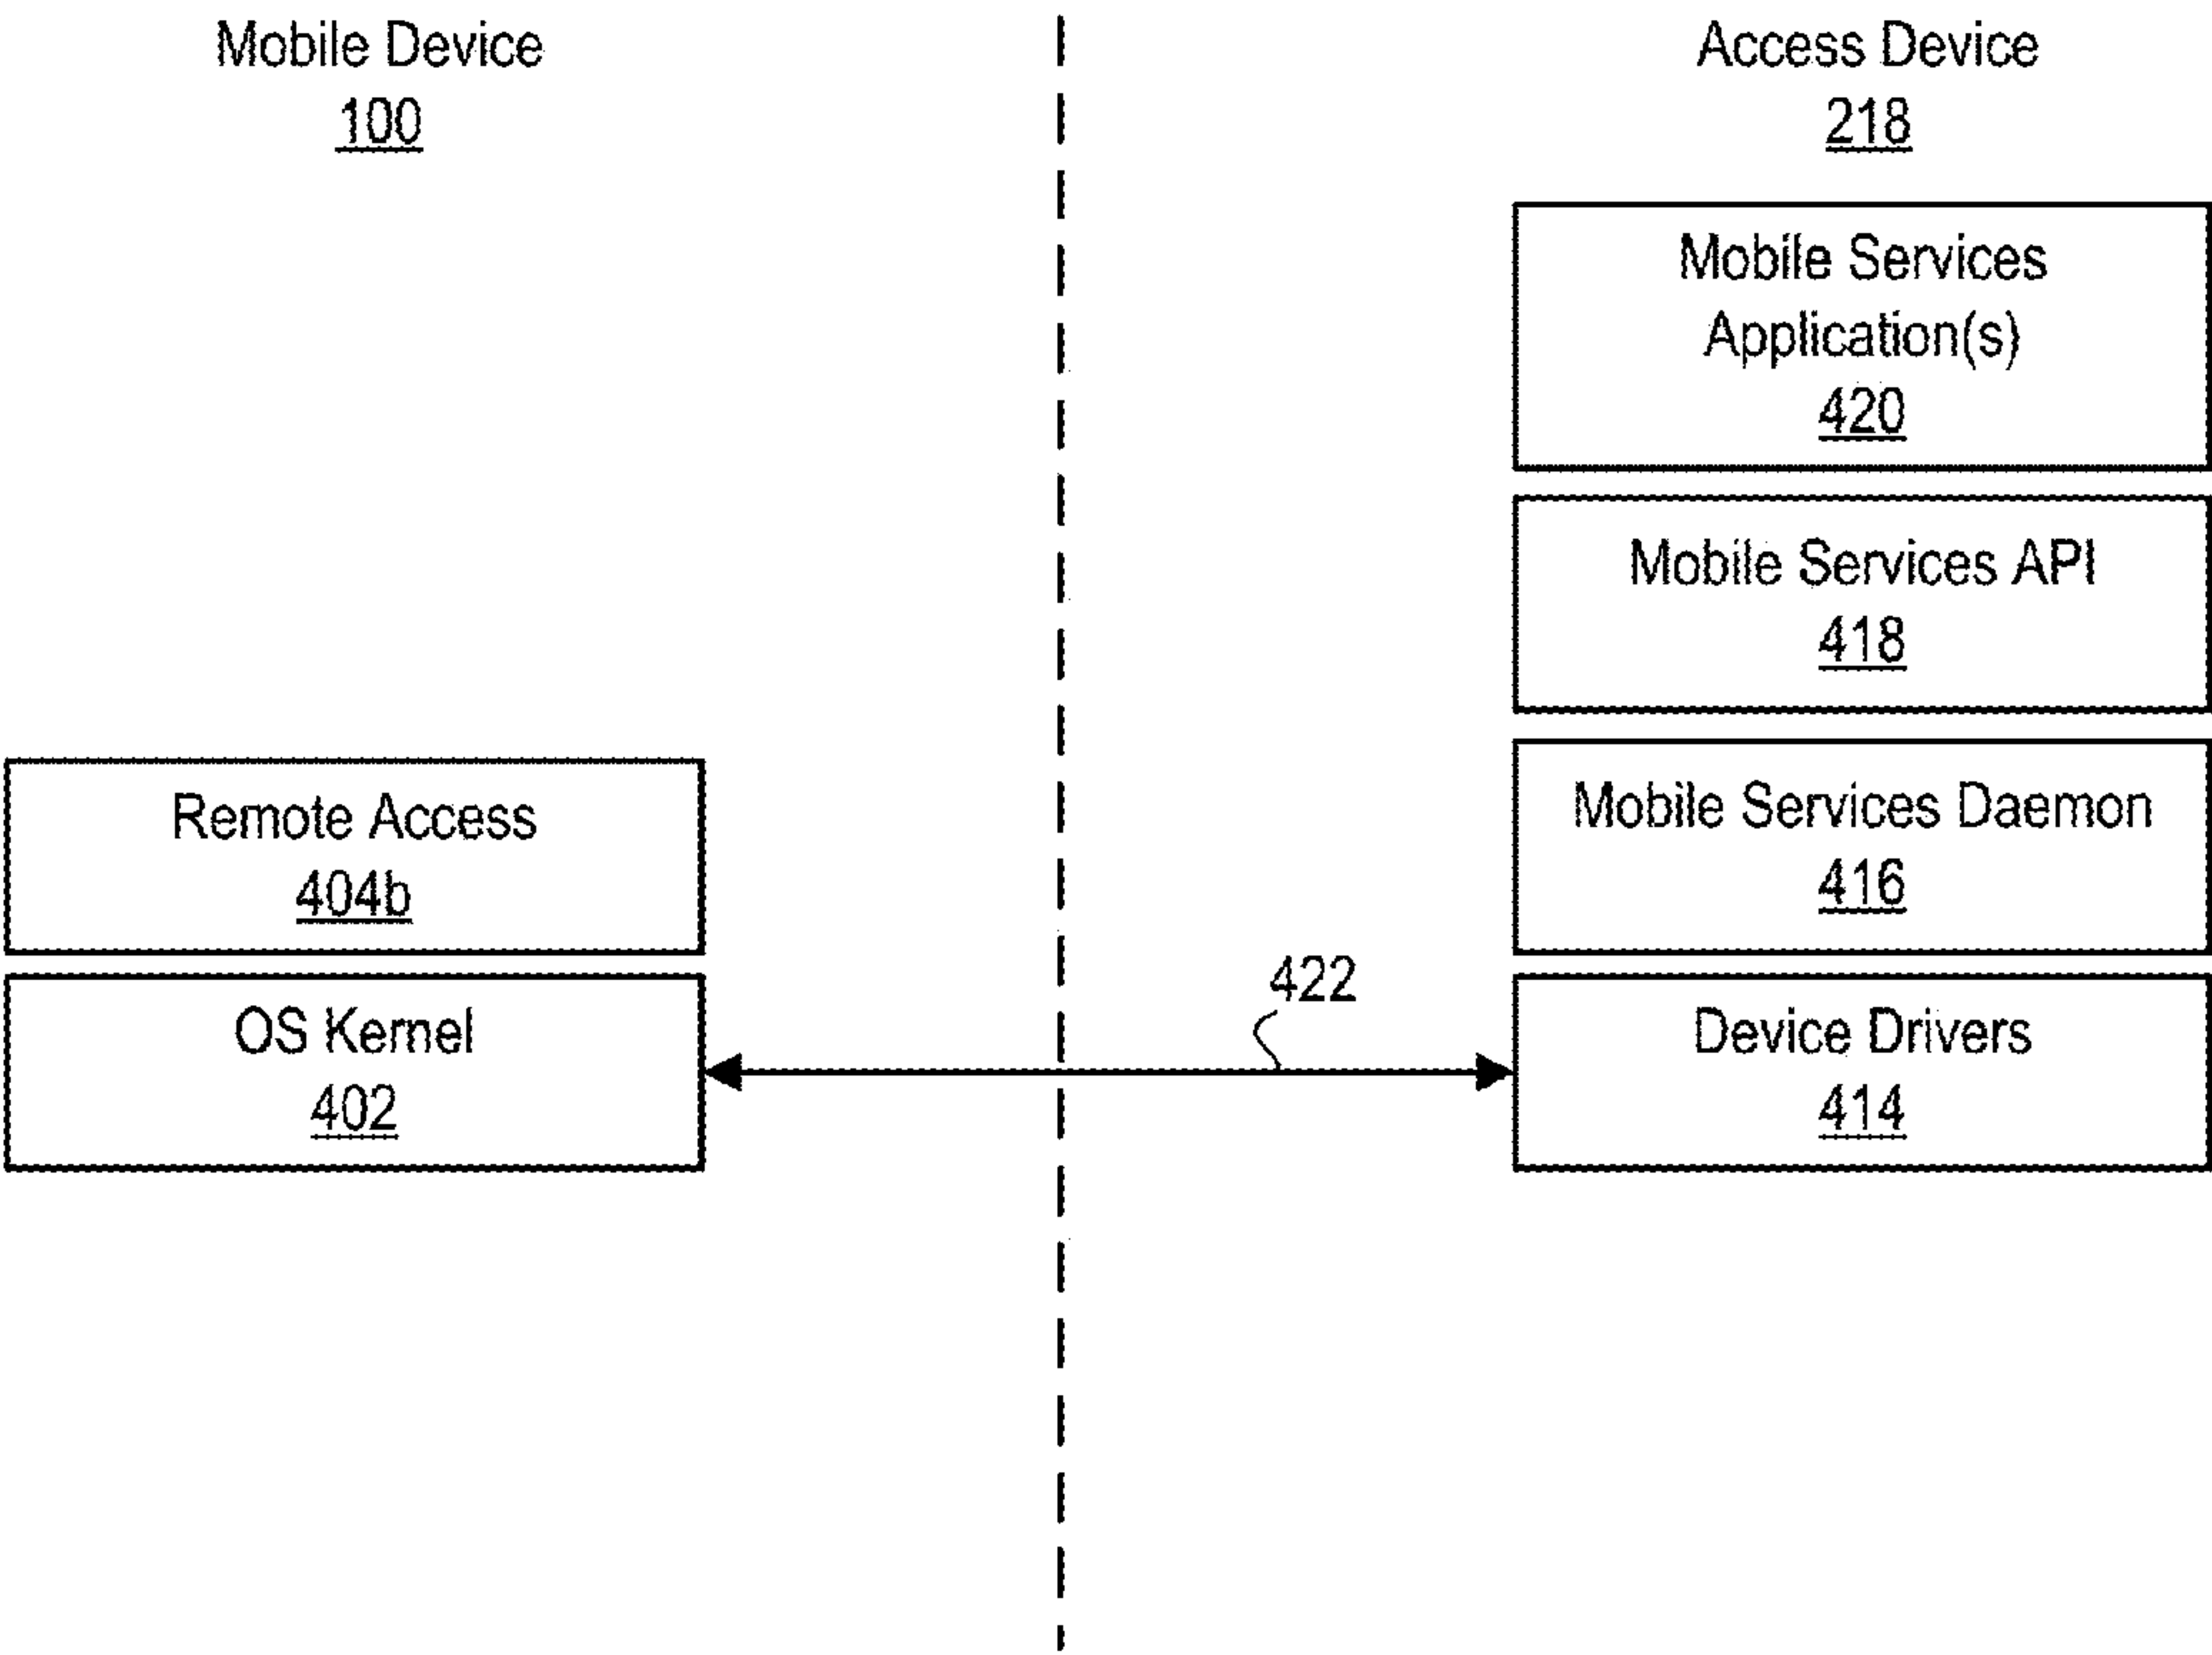 Mobile Device
100
Access Device
218
Mobile Services
Application(s)
420
Mobile Services API
418
Remote Access
404b
Mobile Services Daemon
416
422
OS Kernel
402
Device Drivers
414